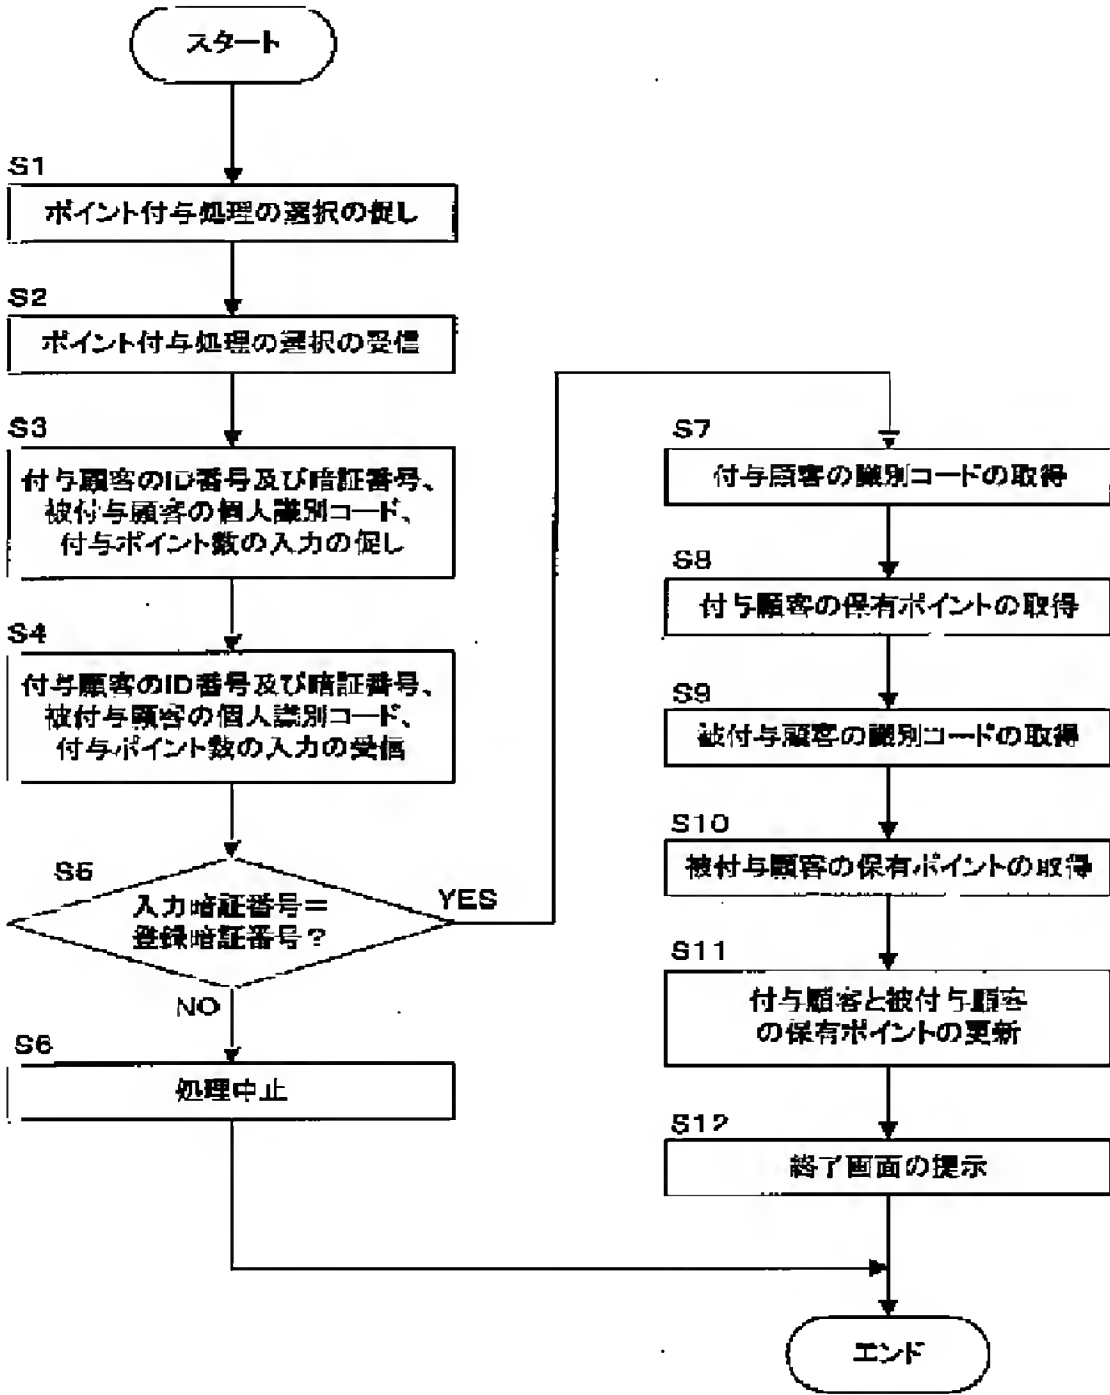 スタート
S1
ポイント付与処理の選択の促し
S2
ポイント付与処理の選択の受信
S3
付与顧客のID番号及び暗証番号、
被付与顧客の個人識別コード、
付与ポイント数の入力の促し
S4
付与顧客のID番号及び暗証番号、
被付与顧客の個人識別コード、
付与ポイント数の入力の受信
S5
入力暗証番号＝
登録暗証番号？
YES
NO
S6
処理中止
S7
付与顧客の識別コードの取得
S8
付与顧客の保有ポイントの取得
S9
被付与顧客の識別コードの取得
S10
被付与顧客の保有ポイントの取得
S11
付与顧客と被付与顧客
の保有ポイントの更新
S12
終了画面の提示
エンド